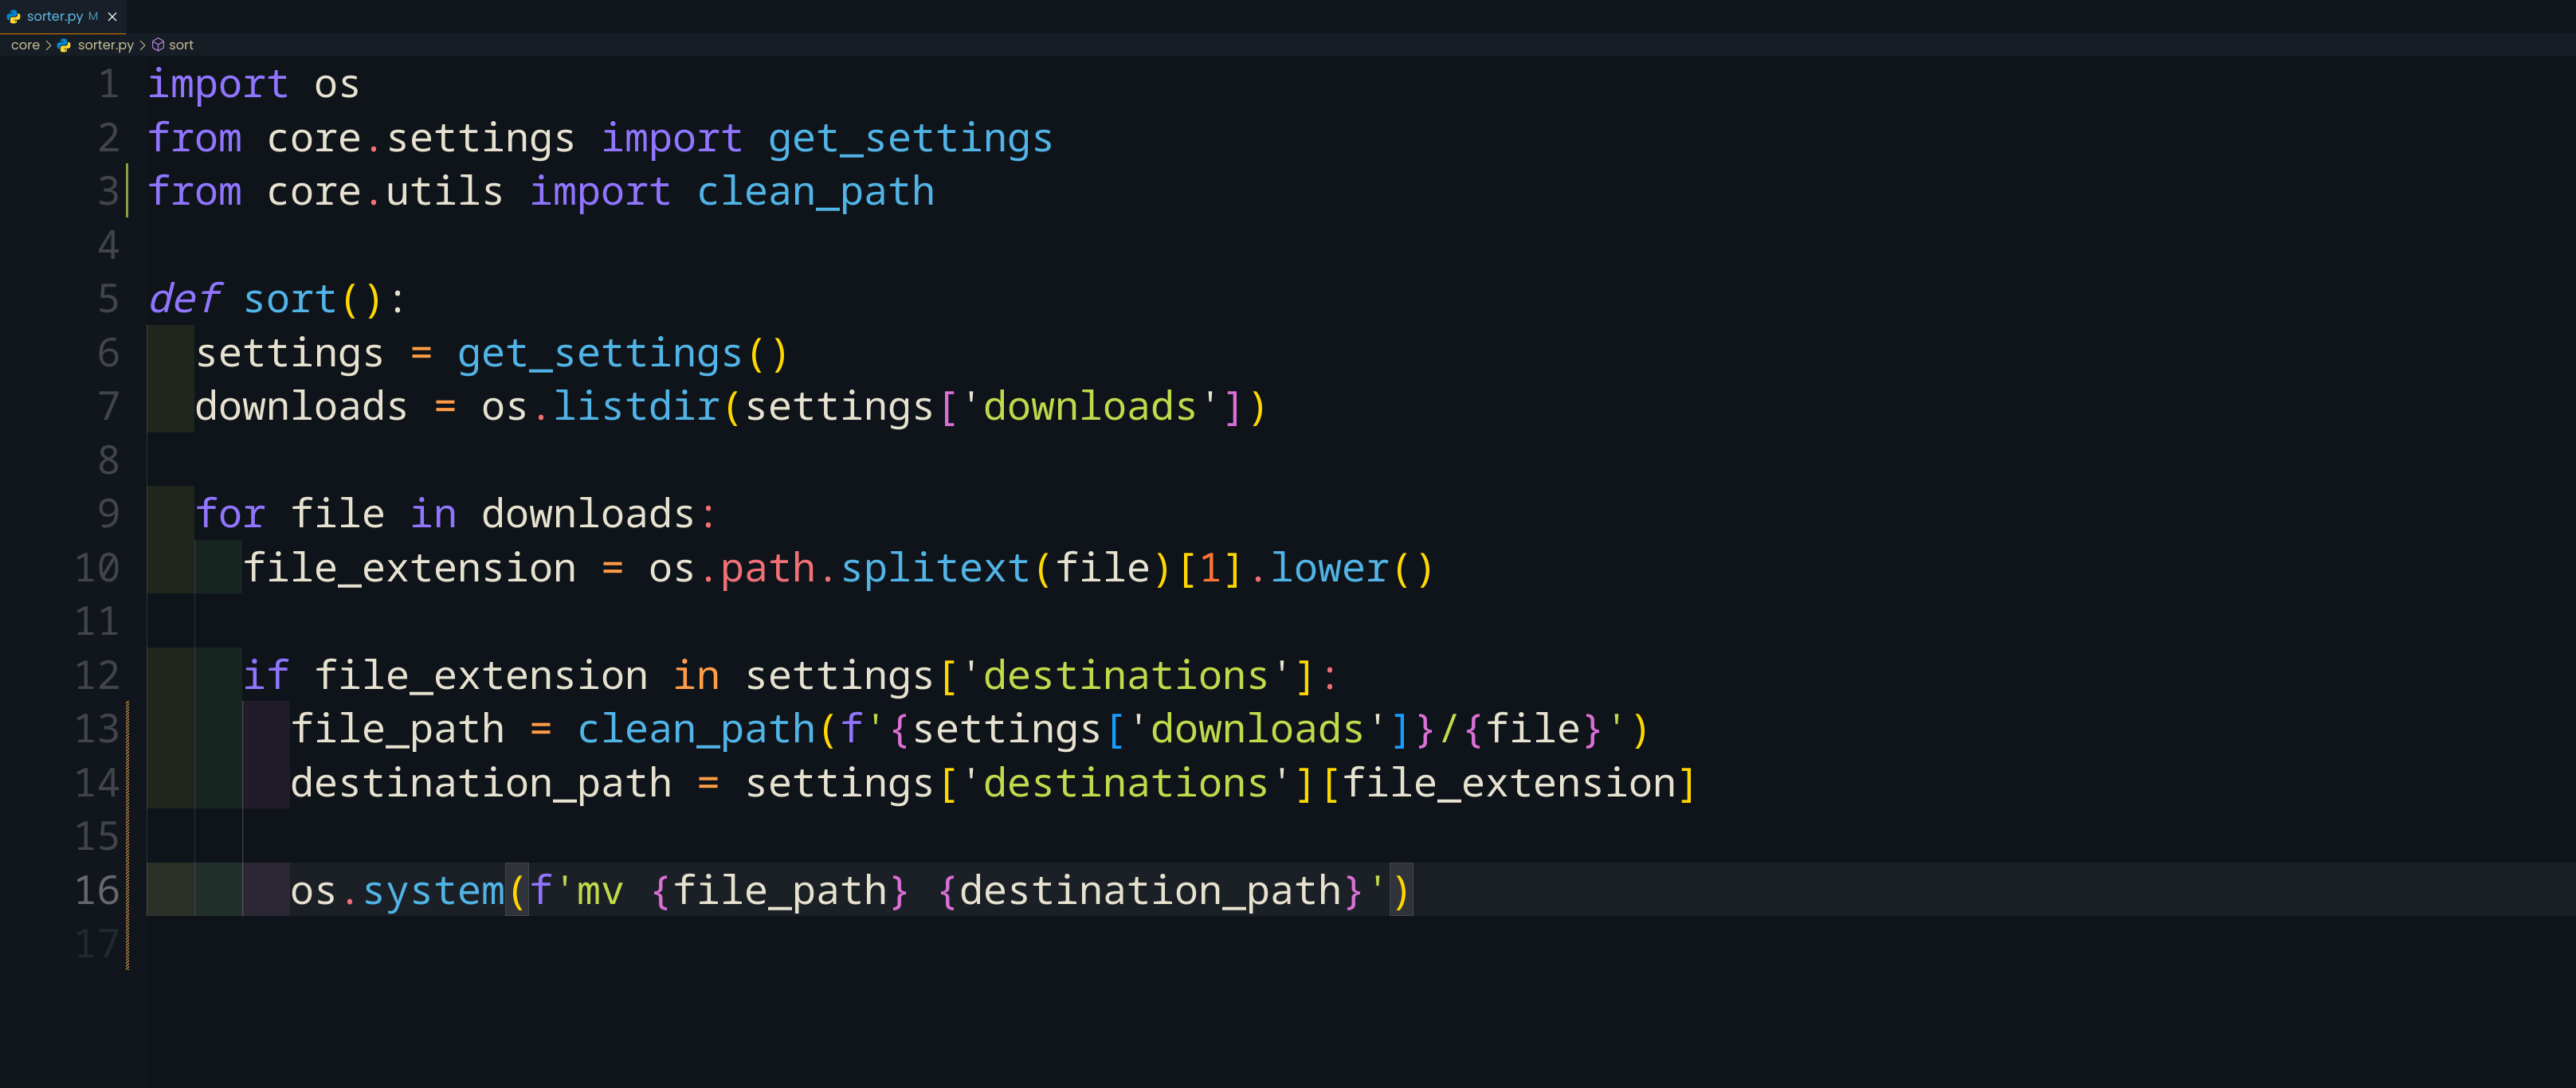 sorter.py M
core > sorter.py > sort
1 import os
2 from core.settings import get_settings
3 from core.utils import clean_path
4
5 def sort():
6   settings = get_settings()
7   downloads = os.listdir(settings['downloads'])
8
9   for file in downloads:
10     file_extension = os.path.splitext(file)[1].lower()
11
12     if file_extension in settings['destinations']:
13       file_path = clean_path(f'{settings['downloads']}/{file}')
14       destination_path = settings['destinations'][file_extension]
15
16       os.system(f'mv {file_path} {destination_path}')
17